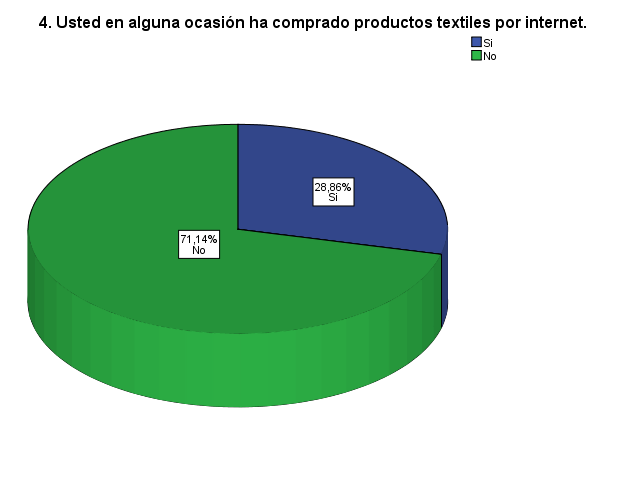 4. Usted en alguna ocasión ha comprado productos textiles por internet.
Si
No
28,86%
Si
71,14%
No